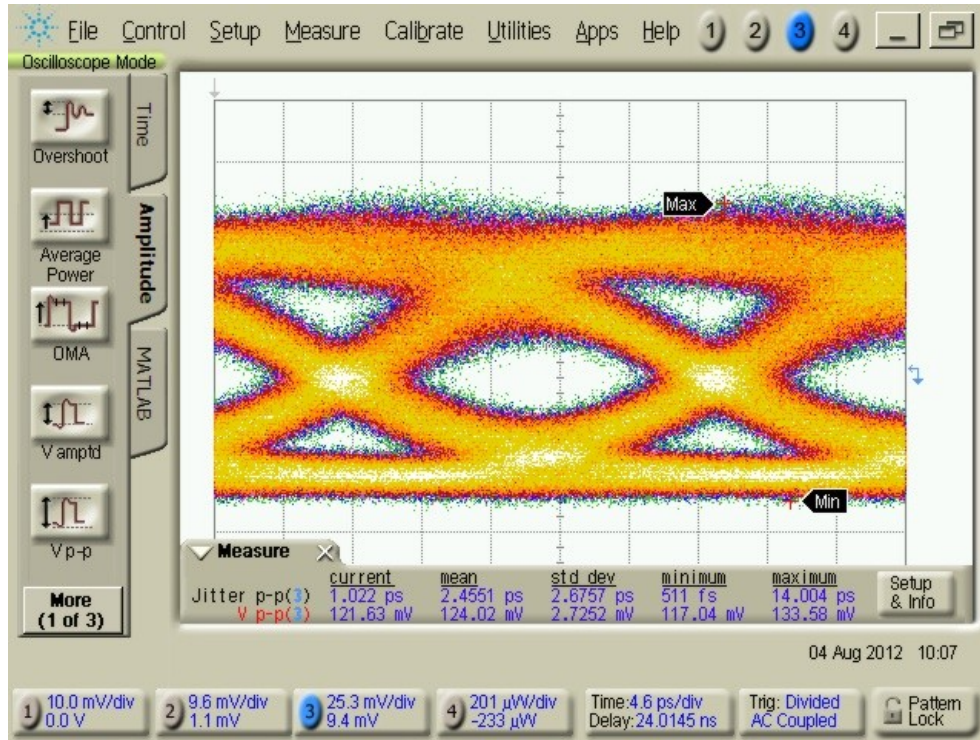 File Control Setup Measure Calibrate Utilities Apps Help 1 2 3 4
Oscilloscope Mode
Time
Amplitude
MATLAB
Overshoot
Average
Power
OMA
V amptd
V p-p
More
(1 of 3)
Max
Min
Measure
current mean std dev minimum maximum
Jitter p-p(3) 1.022 ps 2.4551 ps 2.6757 ps 511 fs 14.004 ps
V p-p(3) 121.63 mV 124.02 mV 2.7252 mV 117.04 mV 133.58 mV
Setup
& Info
04 Aug 2012 10:07
1 10.0 mV/div
0.0 V
2 9.6 mV/div
1.1 mV
3 25.3 mV/div
9.4 mV
4 201 µW/div
-233 µW
Time:4.6 ps/div
Delay:24.0145 ns
Trig: Divided
AC Coupled
Pattern
Lock